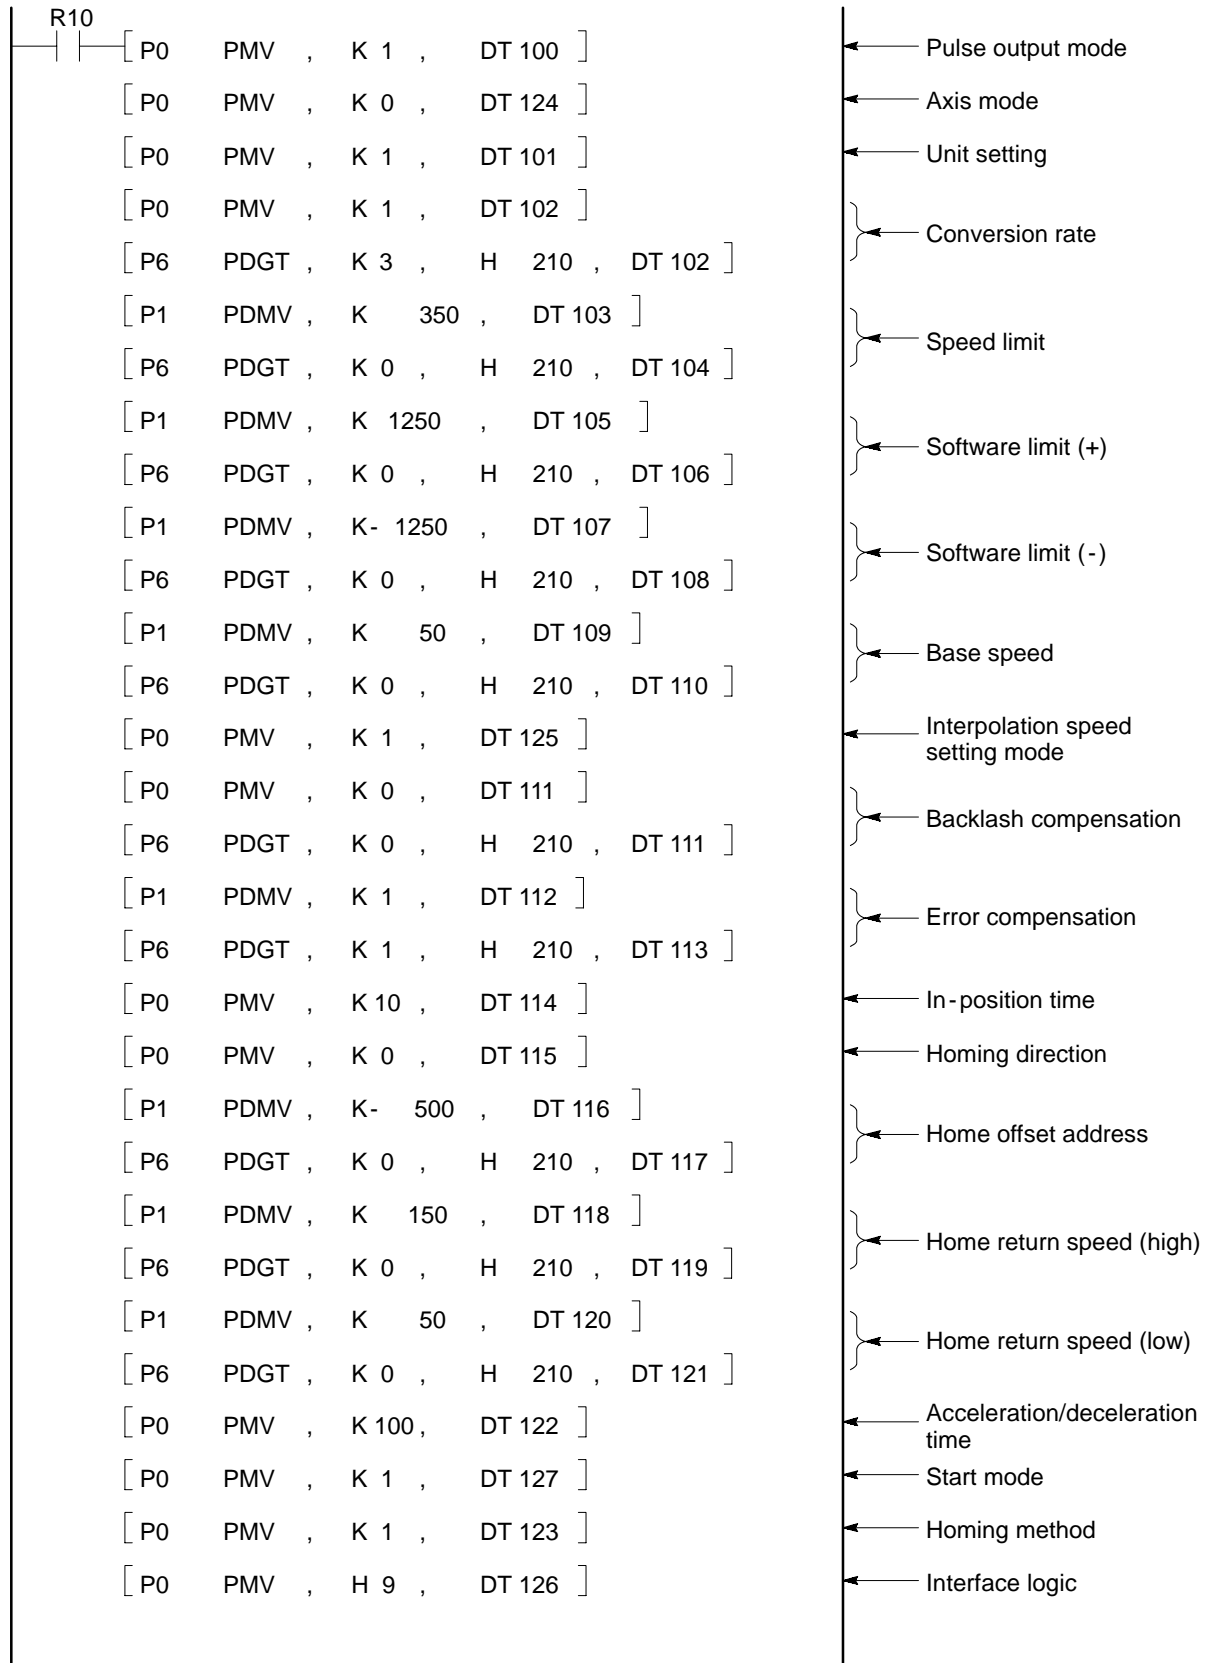 R10
[ P0 PMV , K 1 , DT 100 ] Pulse output mode
[ P0 PMV , K 0 , DT 124 ] Axis mode
[ P0 PMV , K 1 , DT 101 ] Unit setting
[ P0 PMV , K 1 , DT 102 ]
Conversion rate
[ P6 PDGT , K 3 , H 210 , DT 102 ]
[ P1 PDMV , K 350 , DT 103 ]
Speed limit
[ P6 PDGT , K 0 , H 210 , DT 104 ]
[ P1 PDMV , K 1250 , DT 105 ]
Software limit (+)
[ P6 PDGT , K 0 , H 210 , DT 106 ]
[ P1 PDMV , K- 1250 , DT 107 ]
Software limit (-)
[ P6 PDGT , K 0 , H 210 , DT 108 ]
[ P1 PDMV , K 50 , DT 109 ]
Base speed
[ P6 PDGT , K 0 , H 210 , DT 110 ]
[ P0 PMV , K 1 , DT 125 ] Interpolation speed
setting mode
[ P0 PMV , K 0 , DT 111 ]
Backlash compensation
[ P6 PDGT , K 0 , H 210 , DT 111 ]
[ P1 PDMV , K 1 , DT 112 ]
Error compensation
[ P6 PDGT , K 1 , H 210 , DT 113 ]
[ P0 PMV , K 10 , DT 114 ] In-position time
[ P0 PMV , K 0 , DT 115 ] Homing direction
[ P1 PDMV , K- 500 , DT 116 ]
Home offset address
[ P6 PDGT , K 0 , H 210 , DT 117 ]
[ P1 PDMV , K 150 , DT 118 ]
Home return speed (high)
[ P6 PDGT , K 0 , H 210 , DT 119 ]
[ P1 PDMV , K 50 , DT 120 ]
Home return speed (low)
[ P6 PDGT , K 0 , H 210 , DT 121 ]
[ P0 PMV , K 100 , DT 122 ] Acceleration/deceleration
time
[ P0 PMV , K 1 , DT 127 ] Start mode
[ P0 PMV , K 1 , DT 123 ] Homing method
[ P0 PMV , H 9 , DT 126 ] Interface logic